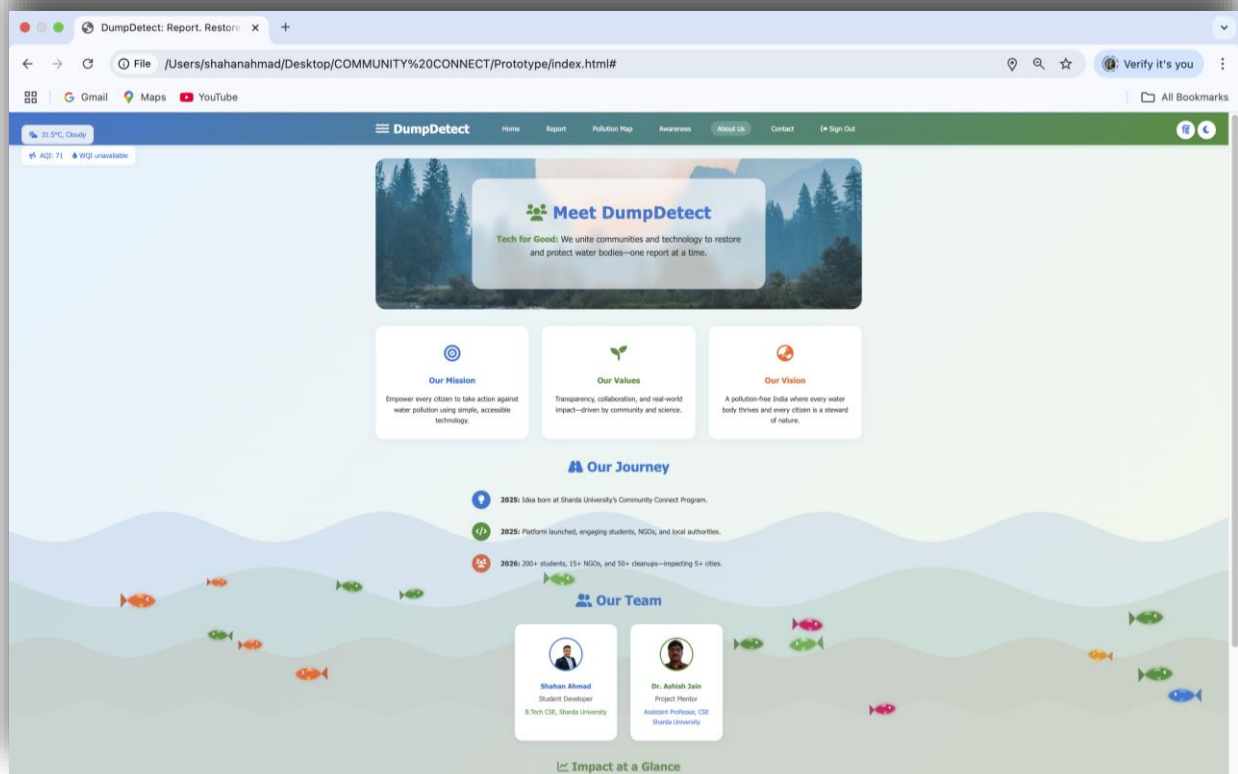 DumpDetect: Report. Restore
File /Users/shahanahmad/Desktop/COMMUNITY%20CONNECT/Prototype/index.html#
Verify it's you
Gmail Maps YouTube
All Bookmarks
31.5°C, Cloudy
DumpDetect Home Report Pollution Map Awareness About Us Contact Sign Out
AQI: 71 WQI unavailable
Meet DumpDetect
Tech for Good: We unite communities and technology to restore
and protect water bodies—one report at a time.
Our Mission
Empower every citizen to take action against
water pollution using simple, accessible
technology.
Our Values
Transparency, collaboration, and real-world
impact—driven by community and science.
Our Vision
A pollution-free India where every water
body thrives and every citizen is a steward
of nature.
Our Journey
2025: Idea born at Sharda University's Community Connect Program.
2025: Platform launched, engaging students, NGOs, and local authorities.
2026: 200+ students, 15+ NGOs, and 50+ cleanups—impacting 5+ cities.
Our Team
Shahan Ahmad
Student Developer
B.Tech CSE, Sharda University
Dr. Ashish Jain
Project Mentor
Assistant Professor, CSE
Sharda University
Impact at a Glance